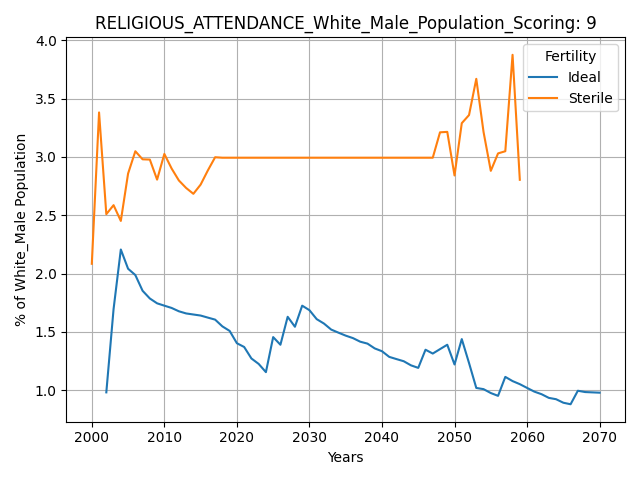 RELIGIOUS_ATTENDANCE_White_Male_Population_Scoring: 9
Fertility
Ideal
Sterile
4.0
3.5
3.0
2.5
2.0
1.5
1.0
% of White_Male Population
2000 2010 2020 2030 2040 2050 2060 2070
Years